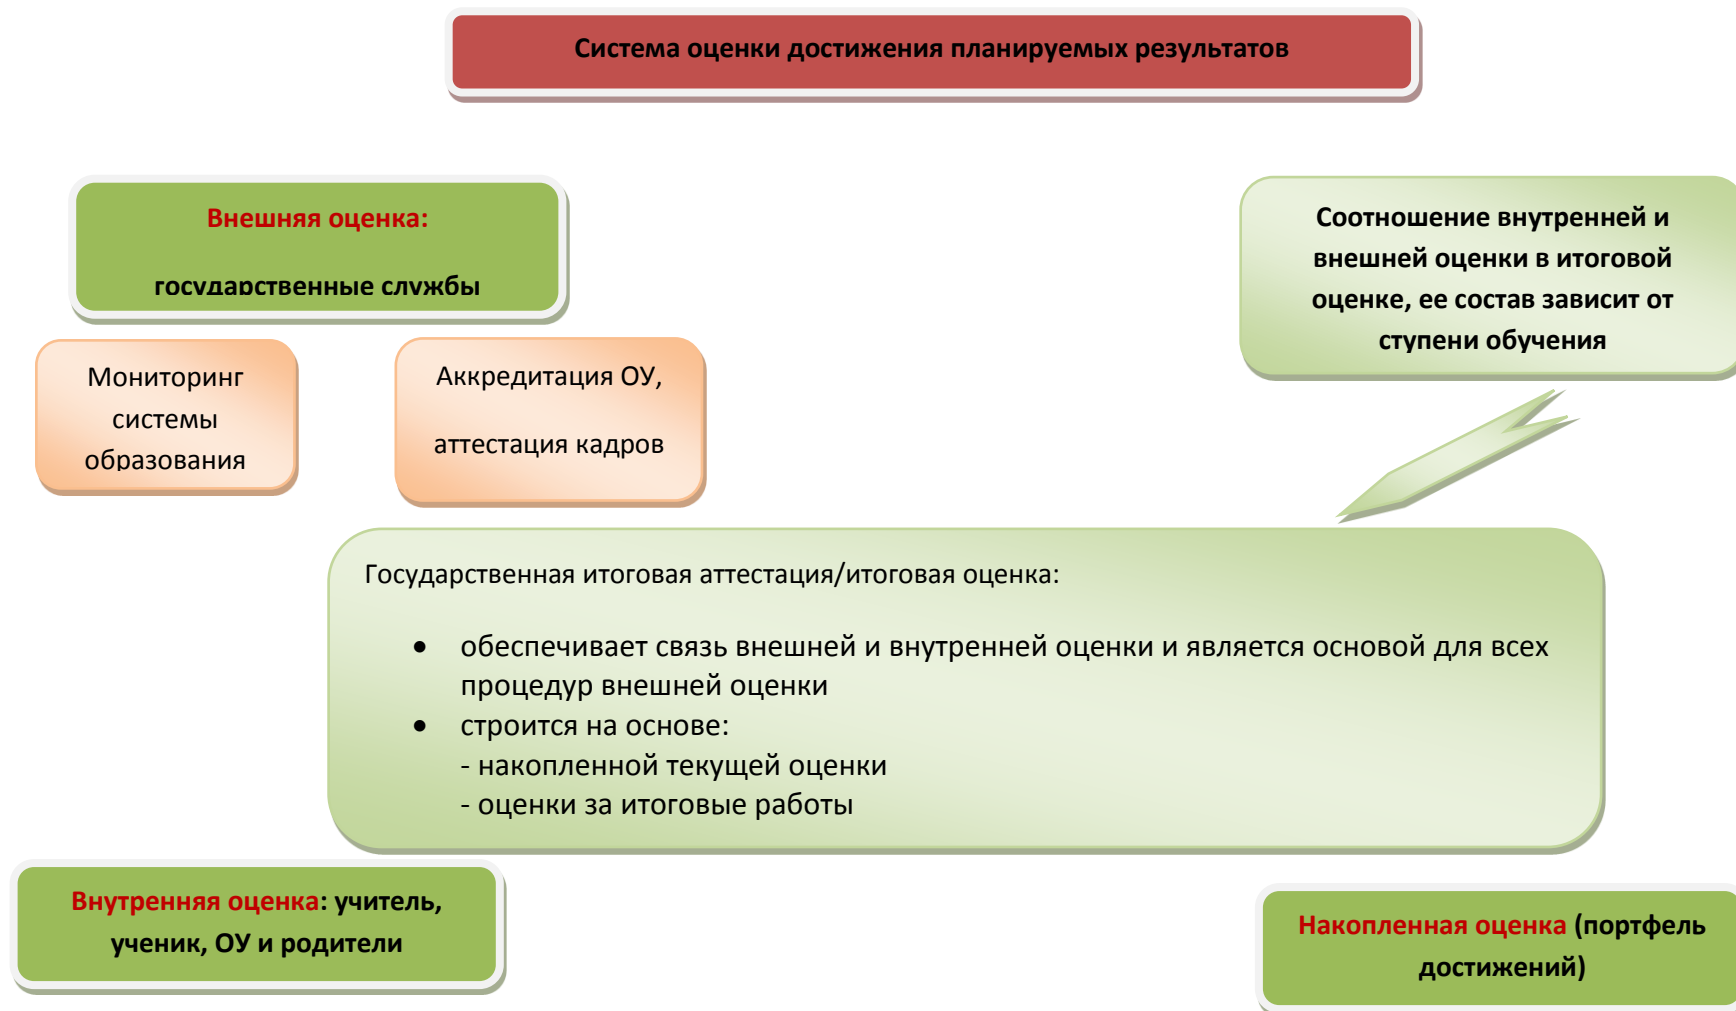 Система оценки достижения планируемых результатов
Внешняя оценка:
государственные службы
Соотношение внутренней и
внешней оценки в итоговой
оценке, ее состав зависит от
ступени обучения
Мониторинг
системы
образования
Аккредитация ОУ,
аттестация кадров
Государственная итоговая аттестация/итоговая оценка:
• обеспечивает связь внешней и внутренней оценки и является основой для всех
процедур внешней оценки
• строится на основе:
- накопленной текущей оценки
- оценки за итоговые работы
Внутренняя оценка: учитель,
ученик, ОУ и родители
Накопленная оценка (портфель
достижений)